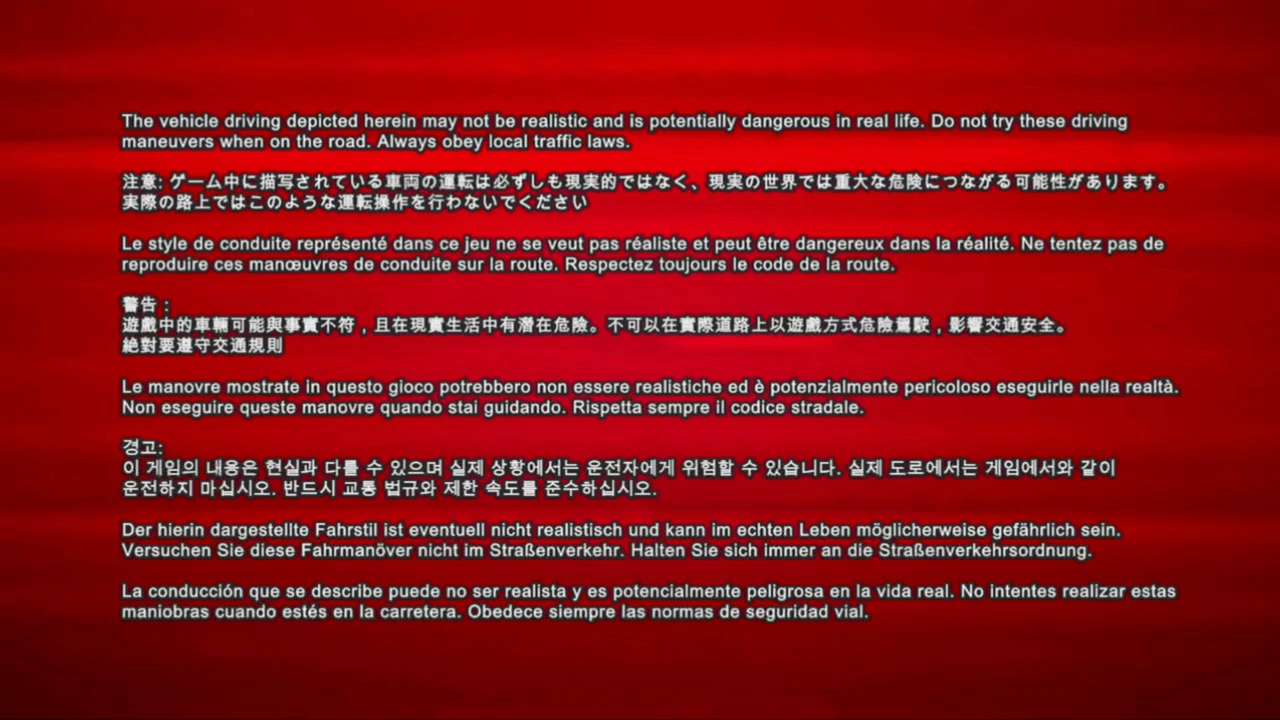 The vehicle driving depicted herein may not be realistic and is potentially dangerous in real life. Do not try these driving
maneuvers when on the road. Always obey local traffic laws.
注意: ゲーム中に描写されている車両の運転は必ずしも現実的ではなく、現実の世界では重大な危険につながる可能性があります。
実際の路上ではこのような運転操作を行わないでください
Le style de conduite représenté dans ce jeu ne se veut pas réaliste et peut être dangereux dans la réalité. Ne tentez pas de
reproduire ces manœuvres de conduite sur la route. Respectez toujours le code de la route.
警告：
遊戲中的車輛可能與事實不符，且在現實生活中有潛在危險。不可以在實際道路上以遊戲方式危險駕駛，影響交通安全。
絕對要遵守交通規則
Le manovre mostrate in questo gioco potrebbero non essere realistiche ed è potenzialmente pericoloso eseguirle nella realtà.
Non eseguire queste manovre quando stai guidando. Rispetta sempre il codice stradale.
경고:
이 게임의 내용은 현실과 다를 수 있으며 실제 상황에서는 운전자에게 위험할 수 있습니다. 실제 도로에서는 게임에서와 같이
운전하지 마십시오. 반드시 교통 법규와 제한 속도를 준수하십시오.
Der hierin dargestellte Fahrstil ist eventuell nicht realistisch und kann im echten Leben möglicherweise gefährlich sein.
Versuchen Sie diese Fahrmanöver nicht im Straßenverkehr. Halten Sie sich immer an die Straßenverkehrsordnung.
La conducción que se describe puede no ser realista y es potencialmente peligrosa en la vida real. No intentes realizar estas
maniobras cuando estés en la carretera. Obedece siempre las normas de seguridad vial.